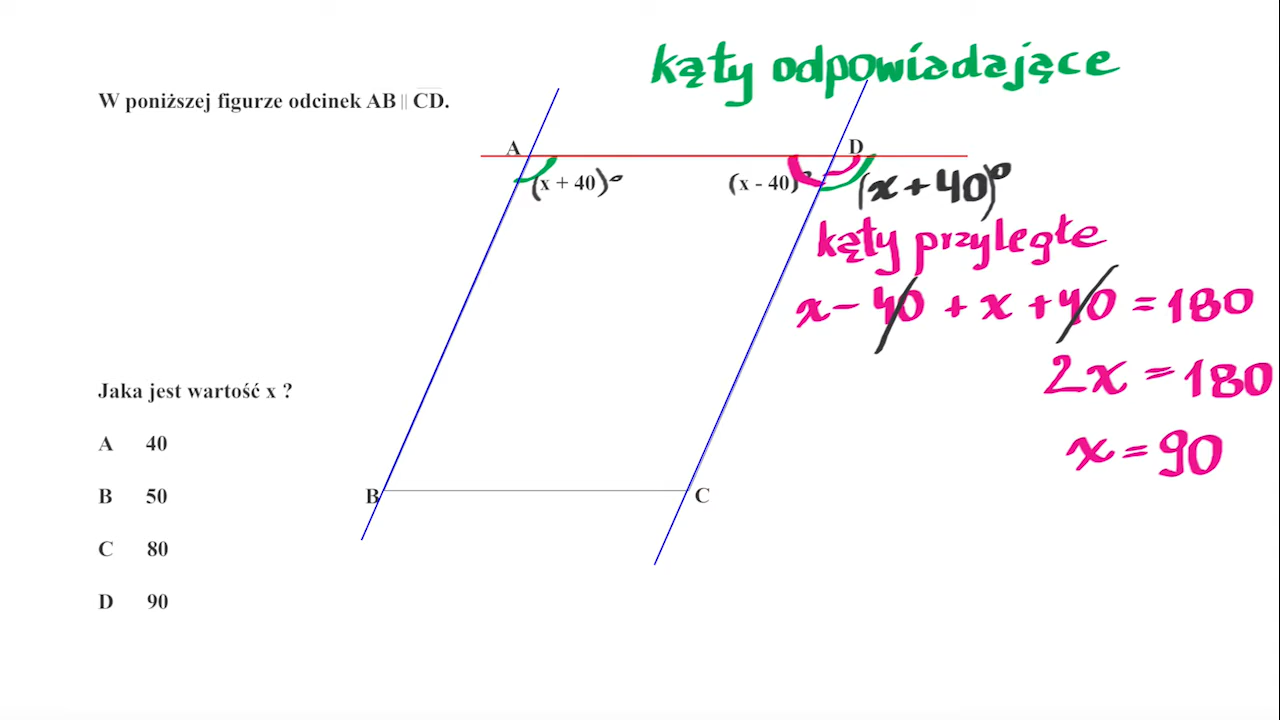 kąty odpowiadające
W poniższej figurze odcinek AB || CD.
A
D
(x + 40)°
(x - 40)°
(x + 40)°
kąty przyległe
x - 40 + x + 40 = 180
2x = 180
Jaka jest wartość x ?
x = 90
A 40
B 50
B
C
C 80
D 90